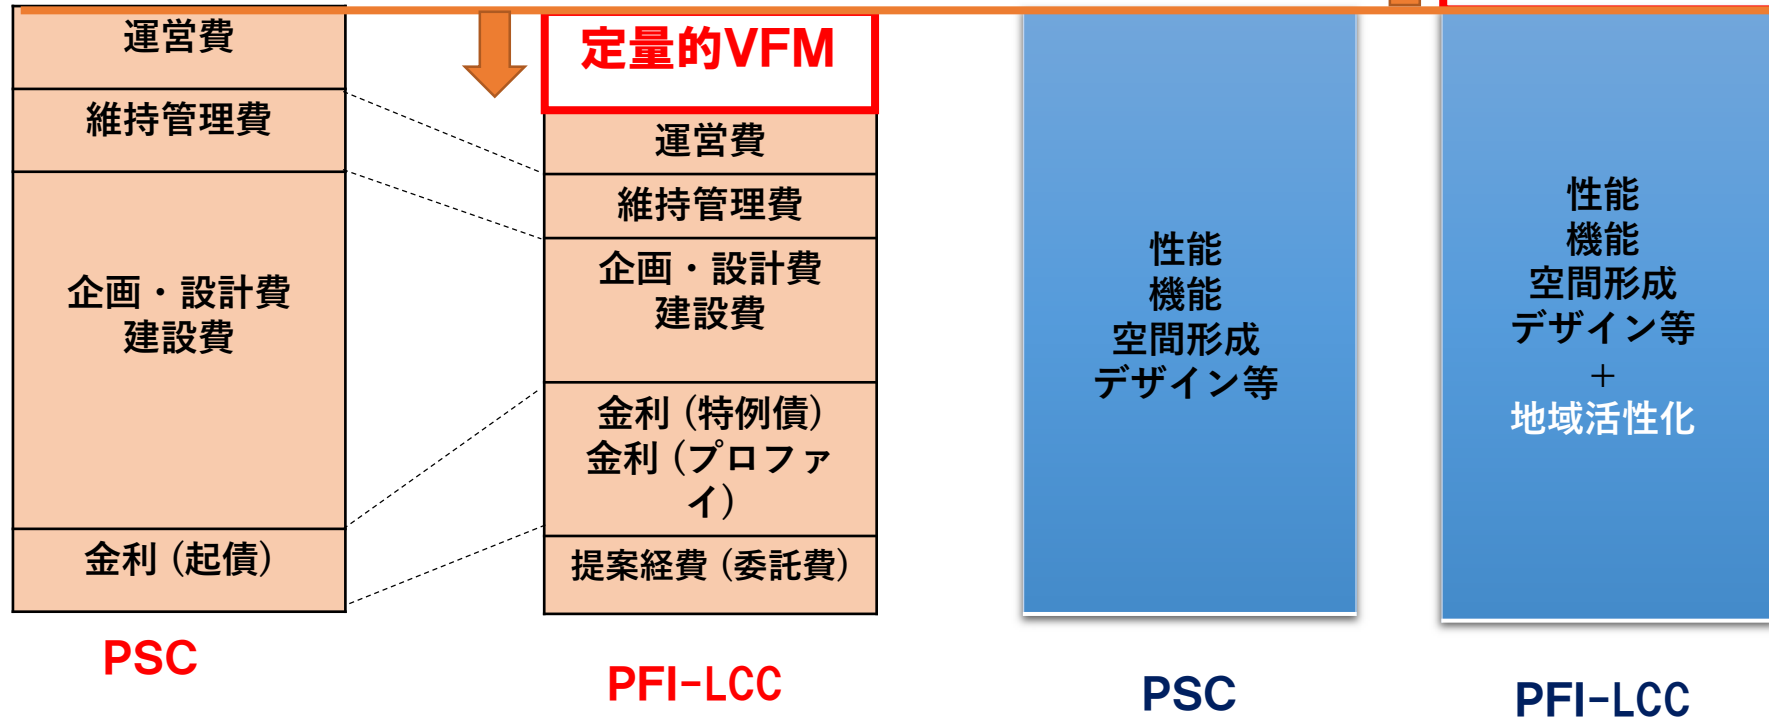 運営費
維持管理費
企画・設計費
建設費
金利 (起債)
PSC
定量的VFM
運営費
維持管理費
企画・設計費
建設費
金利 (特例債)
金利 (プロファ
イ)
提案経費 (委託費)
PFI-LCC
性能
機能
空間形成
デザイン等
PSC
性能
機能
空間形成
デザイン等
+
地域活性化
PFI-LCC